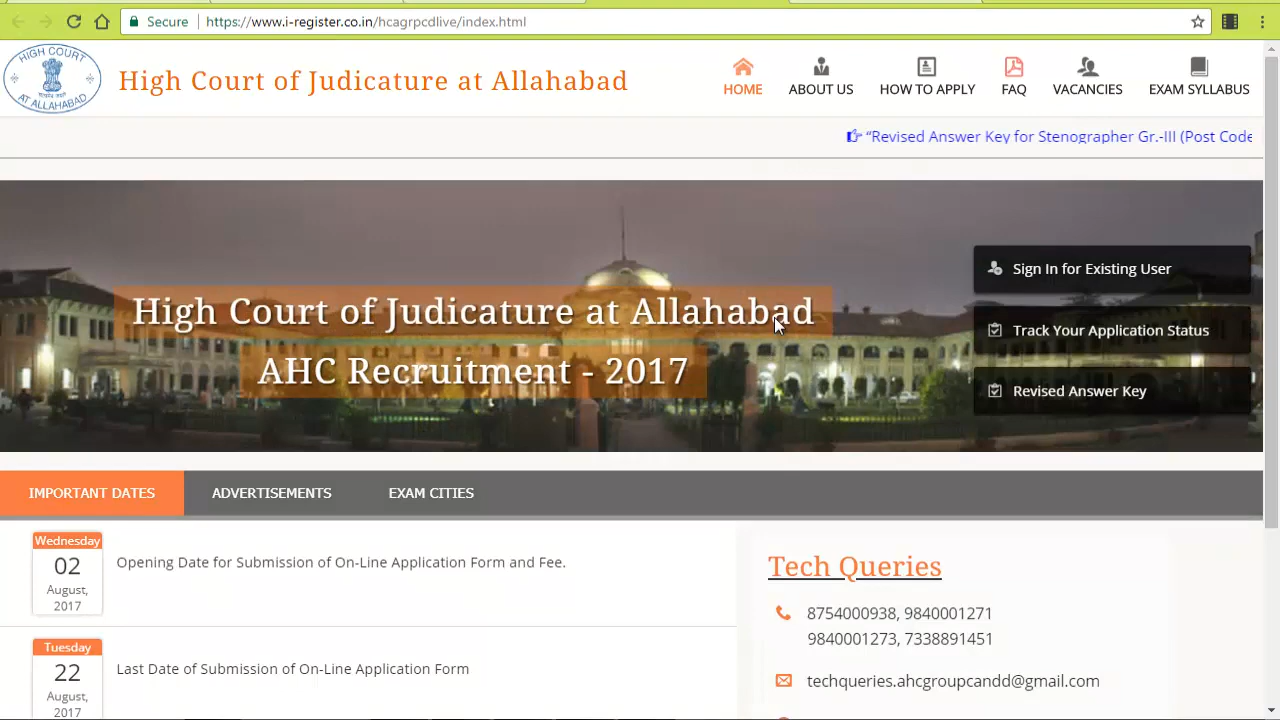 Secure https://www.i-register.co.in/hcagrpcdlive/index.html
HIGH COURT
AT ALLAHABAD
High Court of Judicature at Allahabad
HOME ABOUT US HOW TO APPLY FAQ VACANCIES EXAM SYLLABUS
“Revised Answer Key for Stenographer Gr.-III (Post Code
High Court of Judicature at Allahabad
AHC Recruitment - 2017
Sign In for Existing User
Track Your Application Status
Revised Answer Key
IMPORTANT DATES ADVERTISEMENTS EXAM CITIES
Wednesday
02
August,
2017
Opening Date for Submission of On-Line Application Form and Fee.
Tuesday
22
August,
2017
Last Date of Submission of On-Line Application Form
Tech Queries
8754000938, 9840001271
9840001273, 7338891451
techqueries.ahcgroupcandd@gmail.com